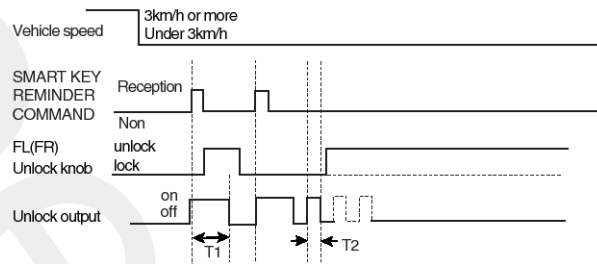 3km/h or more
Vehicle speed
Under 3km/h
SMART KEY
REMINDER
COMMAND
Reception
Non
FL(FR)
Unlock knob
unlock
lock
Unlock output
on
off
T1
T2